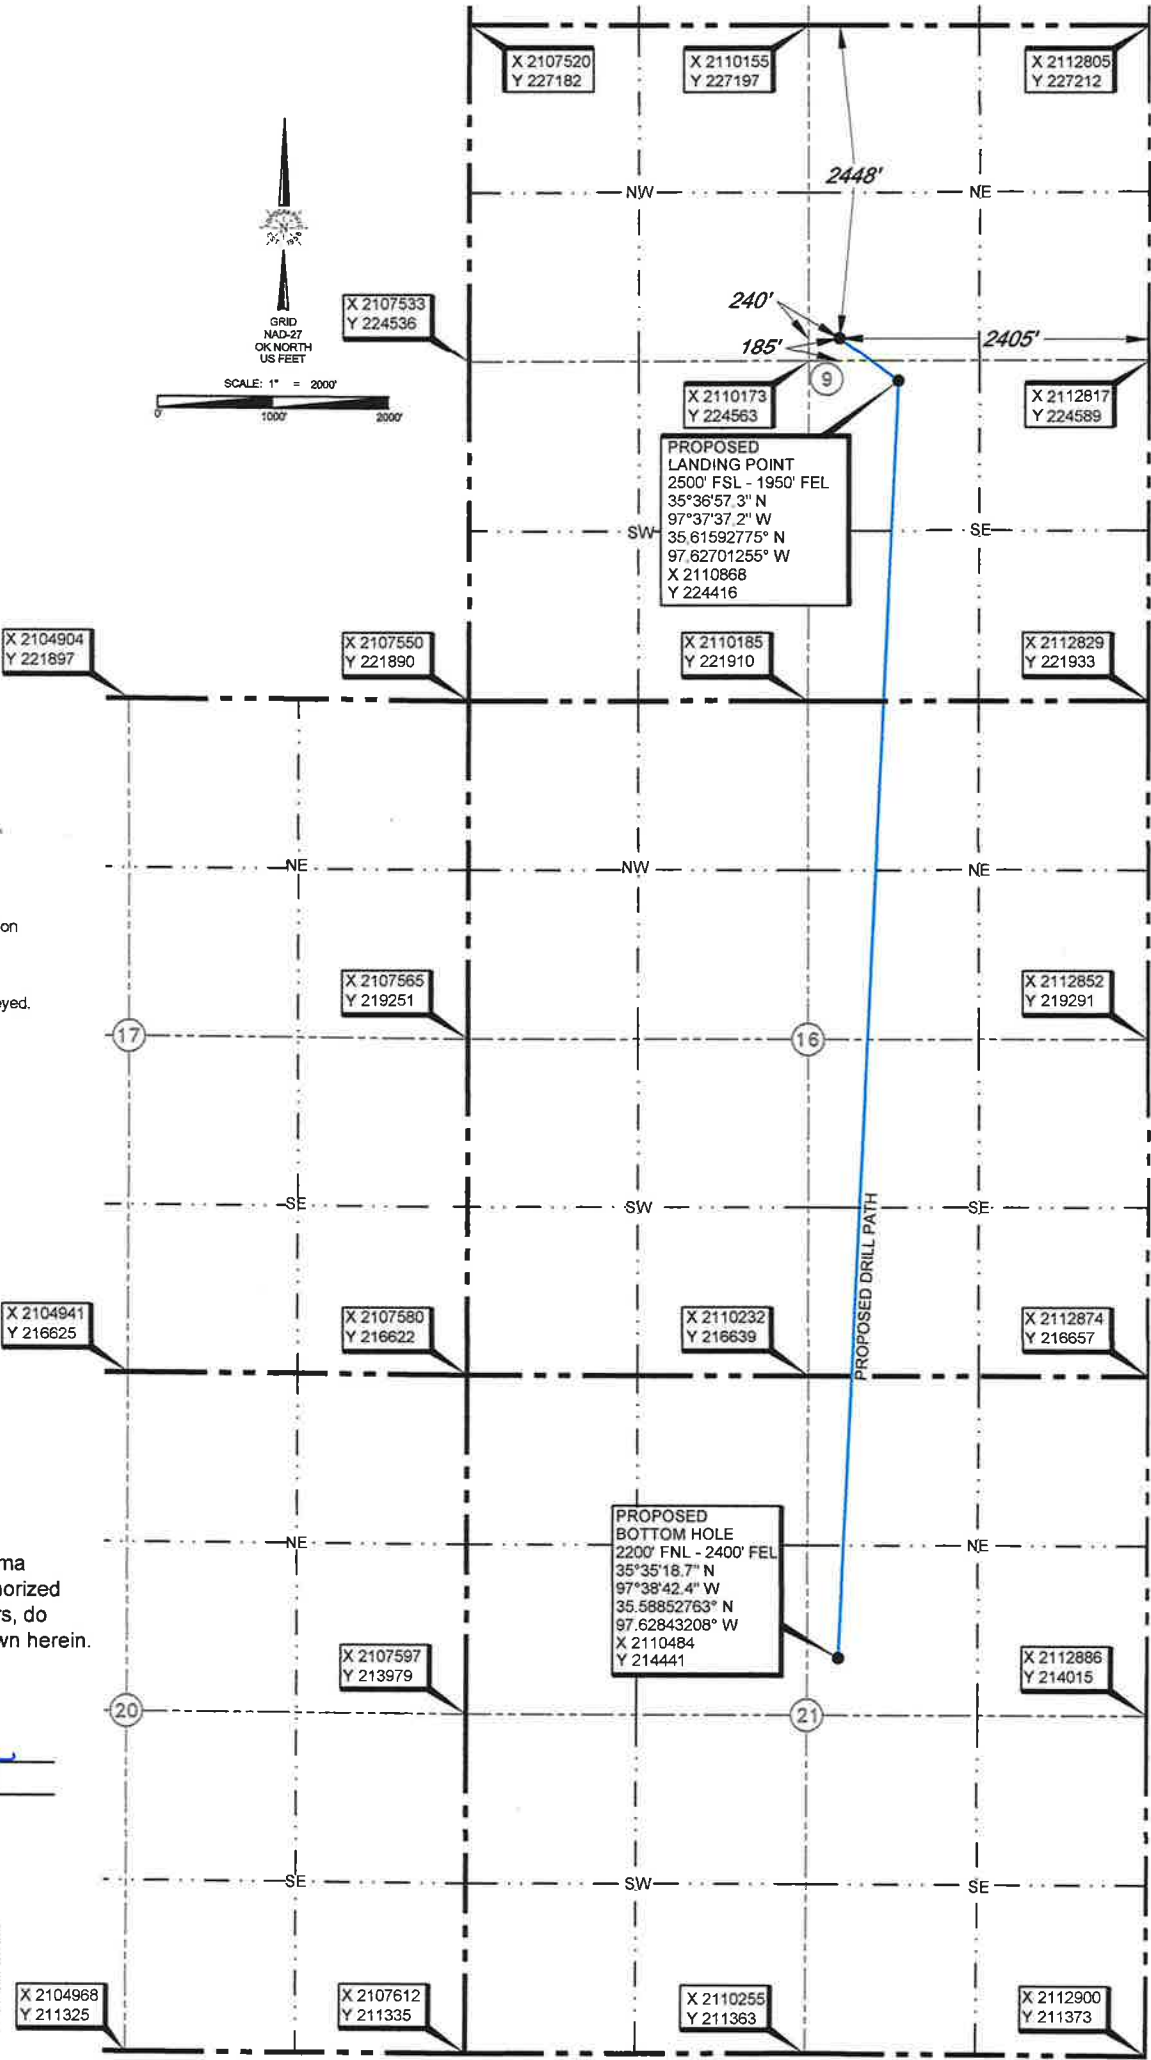 X 2107520
Y 227182
X 2110155
Y 227197
X 2112805
Y 227212
2448'
NW
NE
N
GRID
NAD-27
OK NORTH
US FEET
SCALE: 1" = 2000'
0'
1000'
2000'
X 2107533
Y 224536
240'
185'
2405'
9
X 2110173
Y 224563
X 2112817
Y 224589
PROPOSED
LANDING POINT
2500' FSL - 1950' FEL
35°36'57.3" N
97°37'37.2" W
35.61592775° N
97.62701255° W
X 2110868
Y 224416
SW
SE
X 2104904
Y 221897
X 2107550
Y 221890
X 2110185
Y 221910
X 2112829
Y 221933
NE
NW
NE
on
eyed.
X 2107565
Y 219251
X 2112852
Y 219291
17
16
SE
SW
SE
PROPOSED DRILL PATH
X 2104941
Y 216625
X 2107580
Y 216622
X 2110232
Y 216639
X 2112874
Y 216657
NE
NE
PROPOSED
BOTTOM HOLE
2200' FNL - 2400' FEL
35°35'18.7" N
97°38'42.4" W
35.58852763° N
97.62843208° W
X 2110484
Y 214441
ma
horized
rs, do
wn herein.
X 2107597
Y 213979
X 2112886
Y 214015
20
21
SE
SW
SE
X 2104968
Y 211325
X 2107612
Y 211335
X 2110255
Y 211363
X 2112900
Y 211373